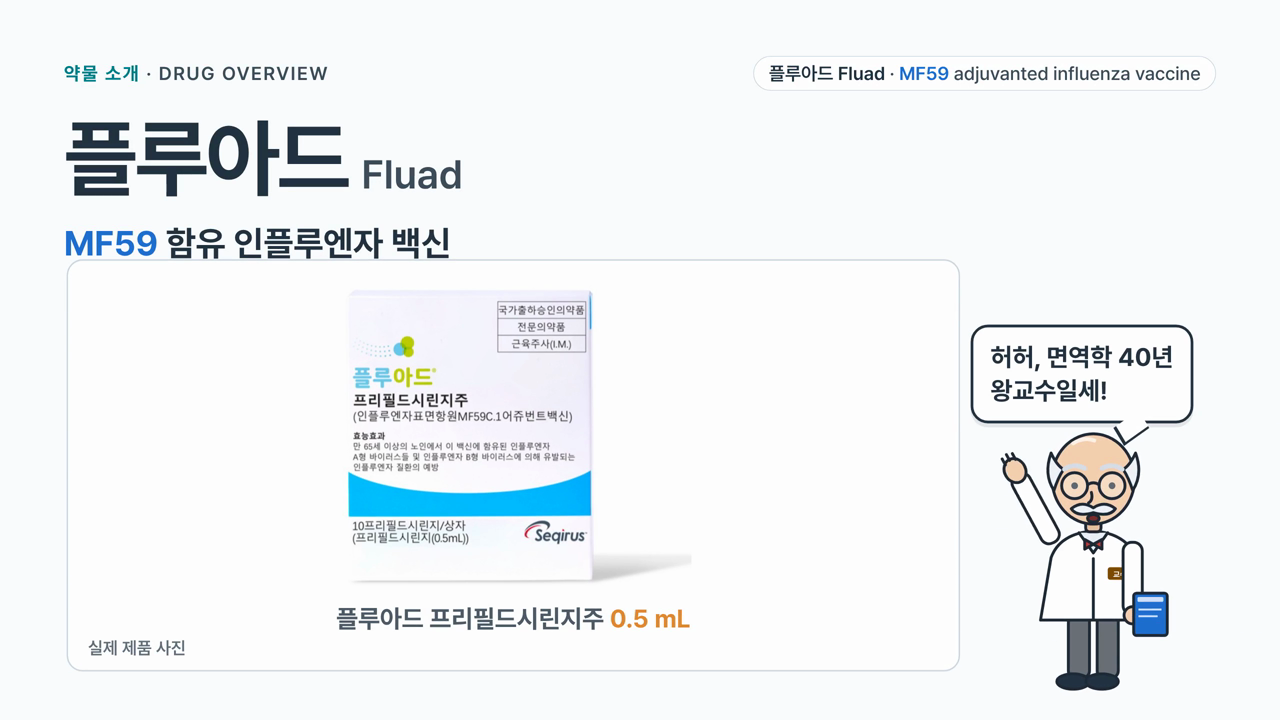 약물 소개 · DRUG OVERVIEW
플루아드 Fluad · MF59 adjuvanted influenza vaccine
플루아드 Fluad
MF59 함유 인플루엔자 백신
국가출하승인의약품
전문의약품
근육주사(I.M.)
플루아드®
프리필드시린지주
(인플루엔자표면항원MF59C.1어쥬번트백신)
효능효과
만 65세 이상의 노인에서 이 백신에 함유된 인플루엔자
A형 바이러스들 및 인플루엔자 B형 바이러스에 의해 유발되는
인플루엔자 질환의 예방
10프리필드시린지/상자
(프리필드시린지(0.5mL))
Seqirus
플루아드 프리필드시린지주 0.5 mL
실제 제품 사진
허허, 면역학 40년
왕교수일세!